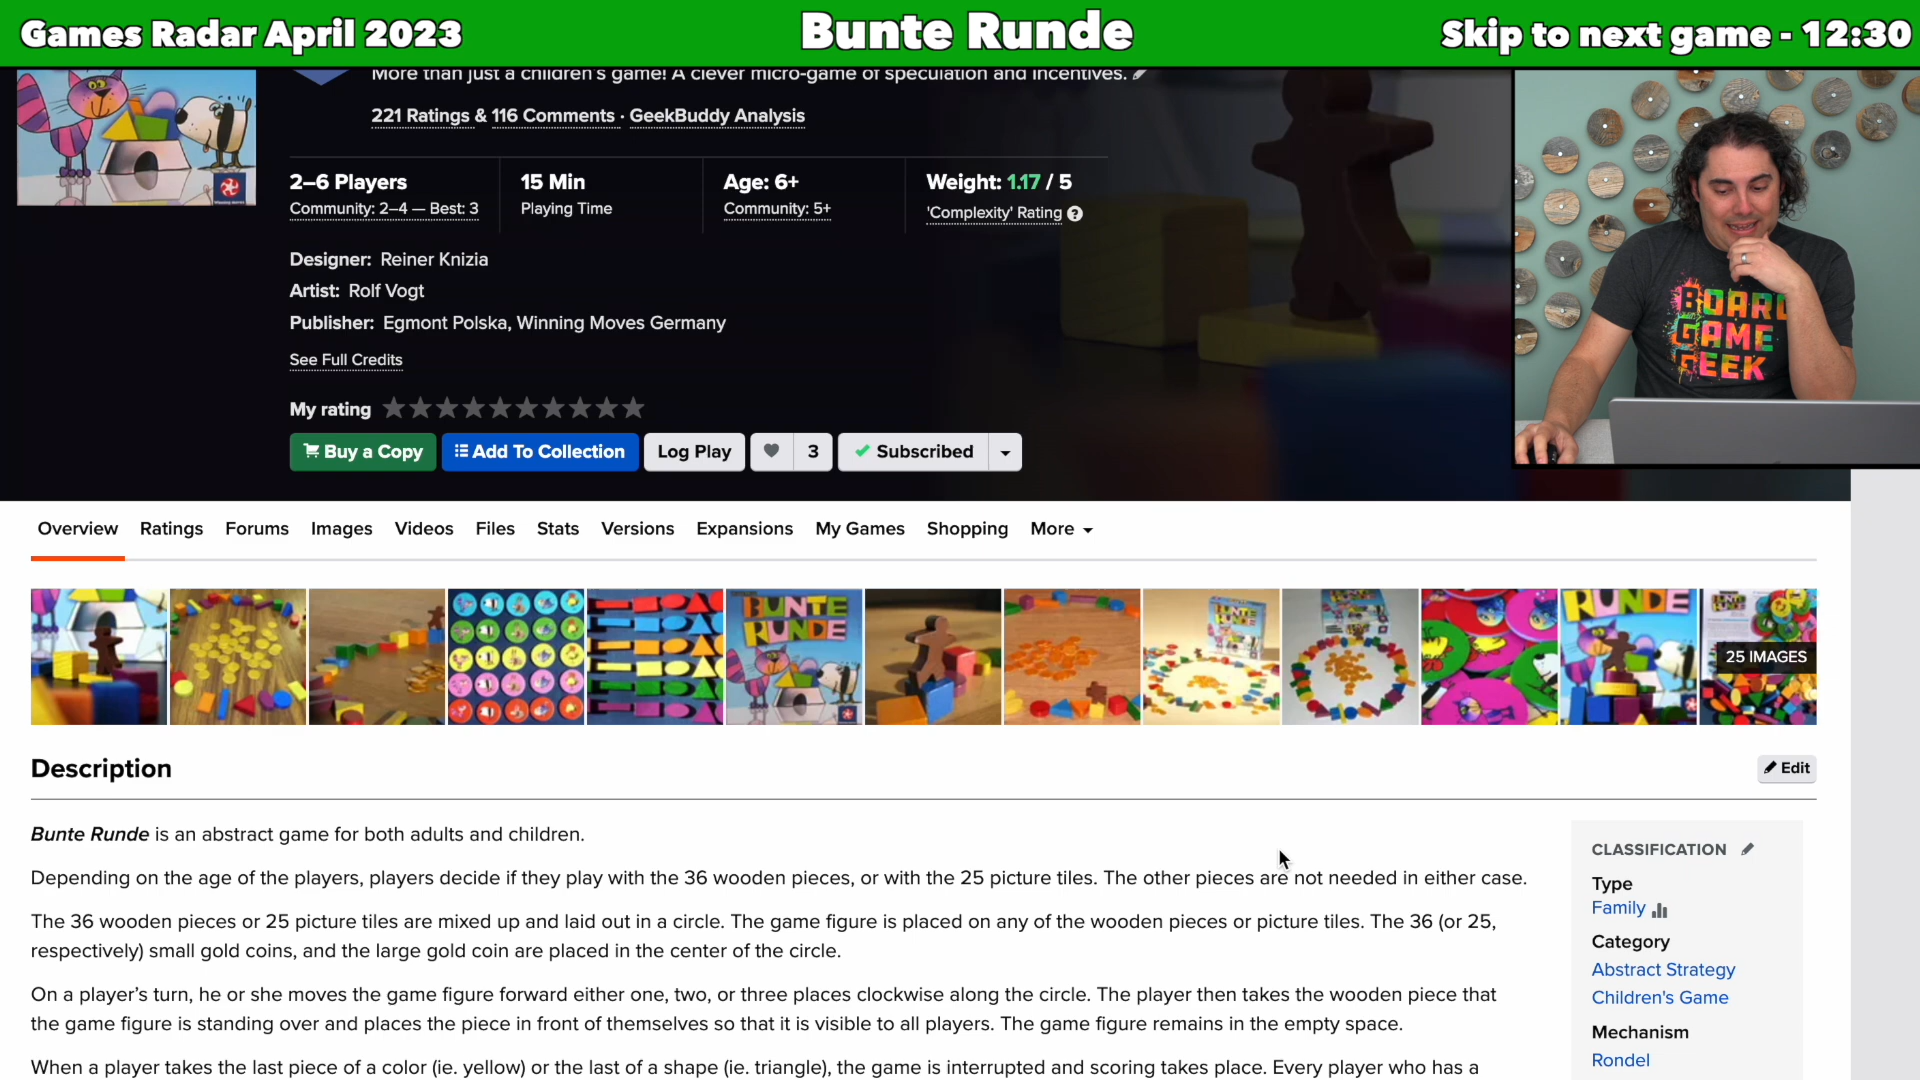 Games Radar April 2023
Bunte Runde
Skip to next game - 12:30
More than just a children's game! A clever micro-game of speculation and incentives.
221 Ratings & 116 Comments · GeekBuddy Analysis
2–6 Players
Community: 2–4 — Best: 3
15 Min
Playing Time
Age: 6+
Community: 5+
Weight: 1.17 / 5
'Complexity' Rating ?
Designer: Reiner Knizia
Artist: Rolf Vogt
Publisher: Egmont Polska, Winning Moves Germany
See Full Credits
My rating
Buy a Copy
Add To Collection
Log Play
3
Subscribed
BOARD
GAME
GEEK
Overview
Ratings
Forums
Images
Videos
Files
Stats
Versions
Expansions
My Games
Shopping
More
BUNTE
RUNDE
RUNDE
25 IMAGES
Description
Edit
Bunte Runde is an abstract game for both adults and children.
Depending on the age of the players, players decide if they play with the 36 wooden pieces, or with the 25 picture tiles. The other pieces are not needed in either case.
The 36 wooden pieces or 25 picture tiles are mixed up and laid out in a circle. The game figure is placed on any of the wooden pieces or picture tiles. The 36 (or 25,
respectively) small gold coins, and the large gold coin are placed in the center of the circle.
On a player's turn, he or she moves the game figure forward either one, two, or three places clockwise along the circle. The player then takes the wooden piece that
the game figure is standing over and places the piece in front of themselves so that it is visible to all players. The game figure remains in the empty space.
When a player takes the last piece of a color (ie. yellow) or the last of a shape (ie. triangle), the game is interrupted and scoring takes place. Every player who has a
CLASSIFICATION
Type
Family
Category
Abstract Strategy
Children's Game
Mechanism
Rondel